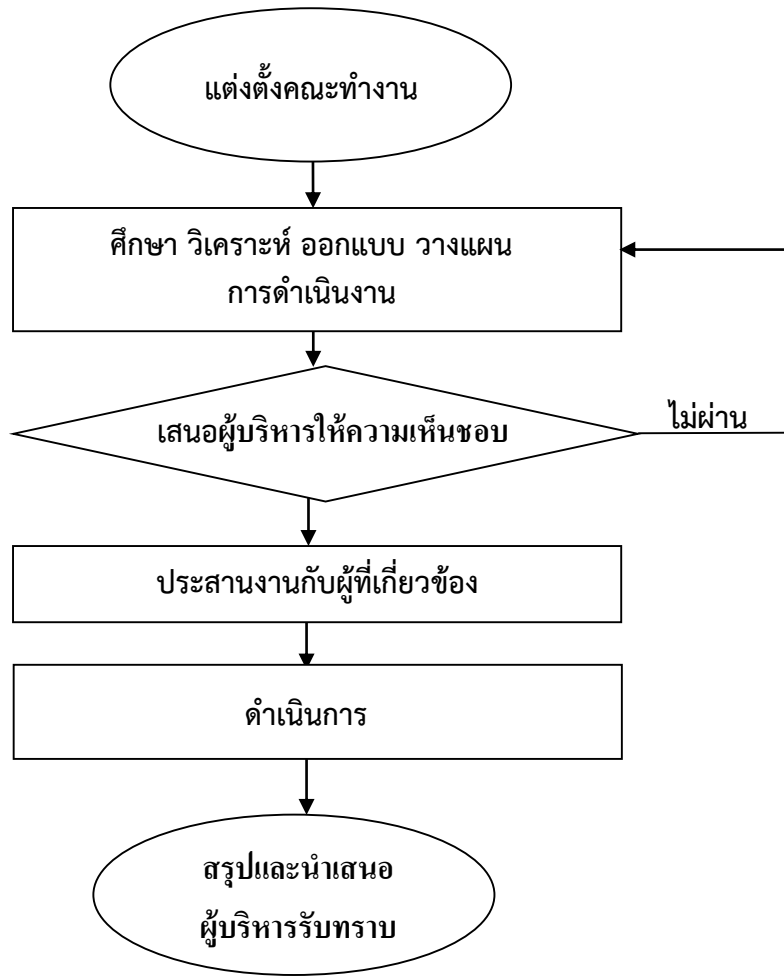 แต่งตั้งคณะทำงาน
ศึกษา วิเคราะห์ ออกแบบ วางแผน
การดำเนินงาน
เสนอผู้บริหารให้ความเห็นชอบ
ไม่ผ่าน
ประสานงานกับผู้ที่เกี่ยวข้อง
ดำเนินการ
สรุปและนำเสนอ
ผู้บริหารรับทราบ